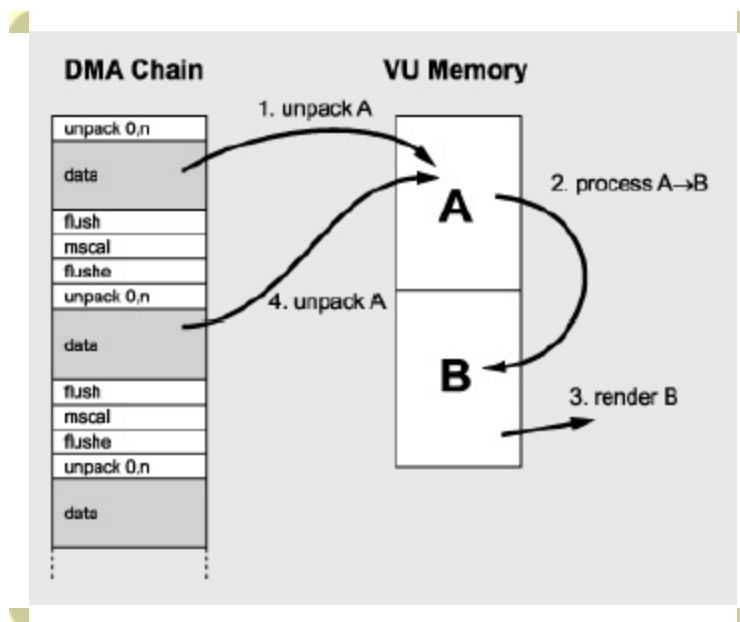 DMA Chain
VU Memory
unpack 0,n
data
flush
mscal
flushe
unpack 0,n
data
flush
mscal
flushe
unpack 0,n
data
1. unpack A
4. unpack A
A
B
2. process A→B
3. render B